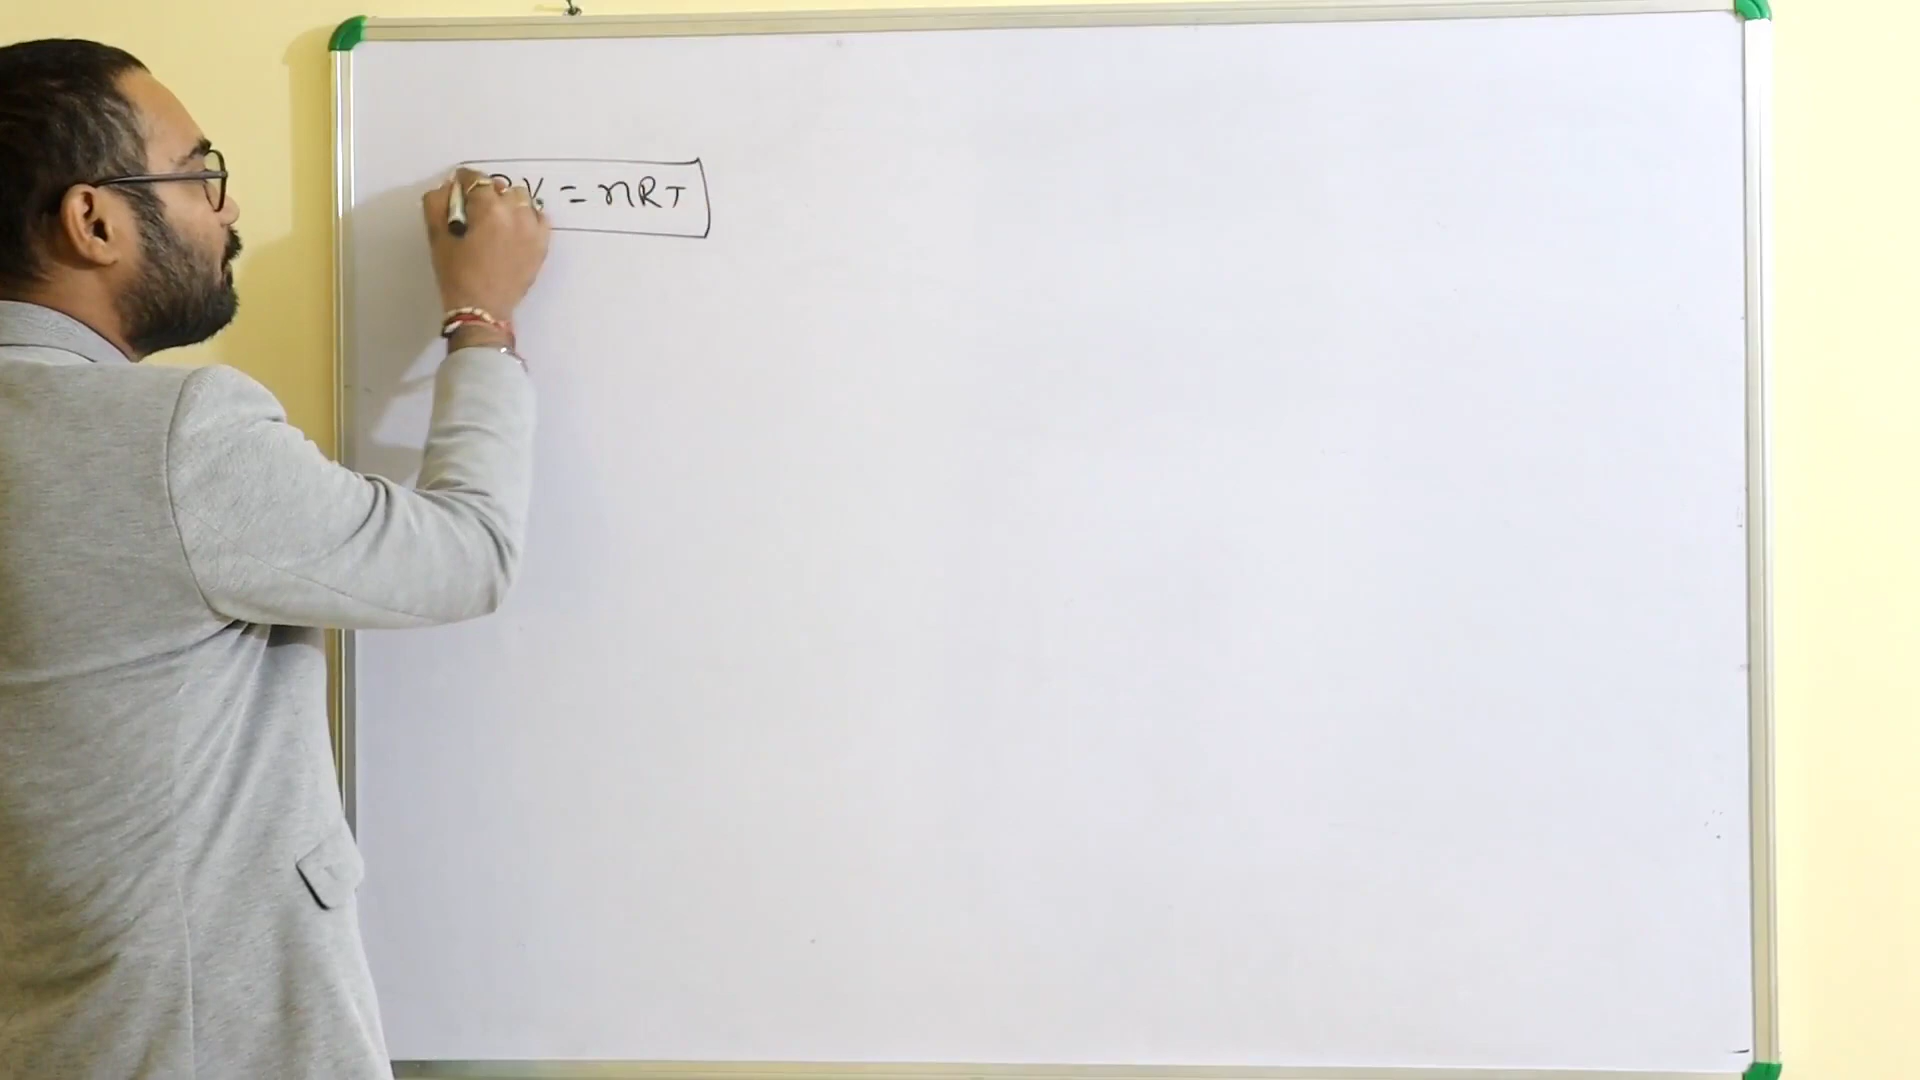 PV = nRT